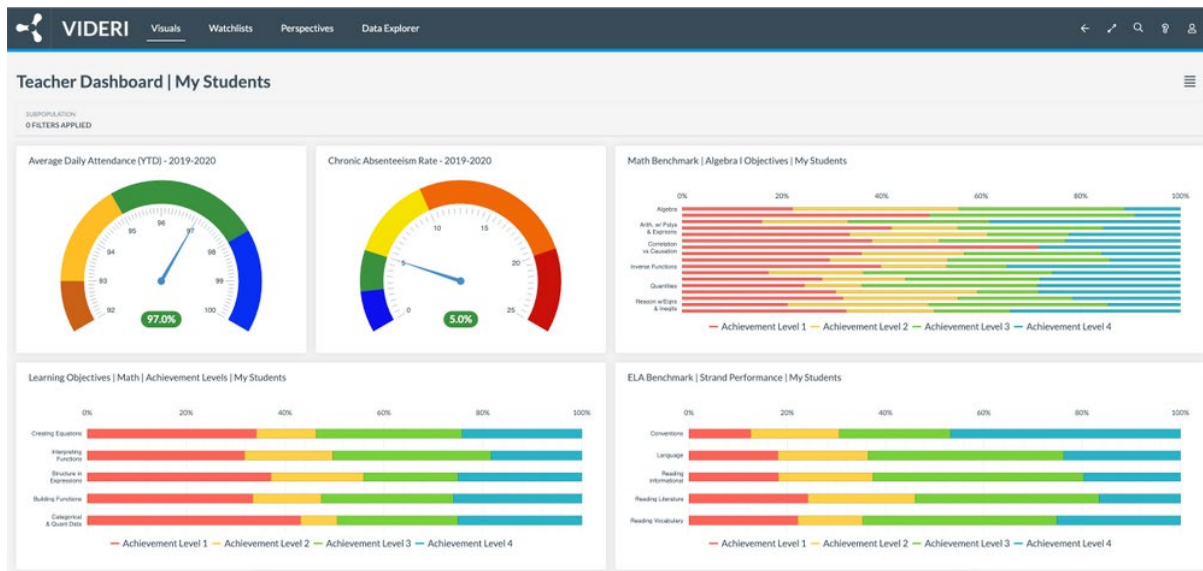 VIDERI Visuals Watchlists Perspectives Data Explorer
Teacher Dashboard | My Students
SUBPOPULATION
0 FILTERS APPLIED
Average Daily Attendance (YTD) - 2019-2020
92 93 94 95 96 98 99 100
97.0%
Chronic Absenteeism Rate - 2019-2020
0 5 10 15 20 25
5.0%
Math Benchmark | Algebra I Objectives | My Students
0% 20% 40% 60% 80% 100%
Algebra
Arith. w/ Polys
& Expreons
Correlation
vs Causation
Inverse Functions
Quantities
Reason w/Eqns
& Ineqts
Achievement Level 1 Achievement Level 2 Achievement Level 3 Achievement Level 4
Learning Objectives | Math | Achievement Levels | My Students
0% 20% 40% 60% 80% 100%
Creating Equations
Interpreting
Functions
Structure in
Expressions
Building Functions
Categorical
& Quant Data
Achievement Level 1 Achievement Level 2 Achievement Level 3 Achievement Level 4
ELA Benchmark | Strand Performance | My Students
0% 20% 40% 60% 80% 100%
Conventions
Language
Reading
Informational
Reading Literature
Reading Vocabulary
Achievement Level 1 Achievement Level 2 Achievement Level 3 Achievement Level 4